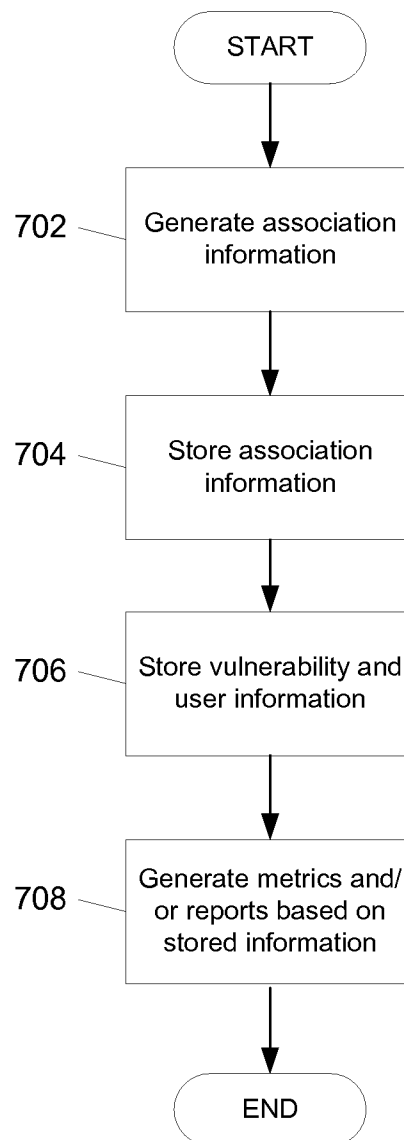 START
702
Generate association
information
704
Store association
information
706
Store vulnerability and
user information
708
Generate metrics and/
or reports based on
stored information
END